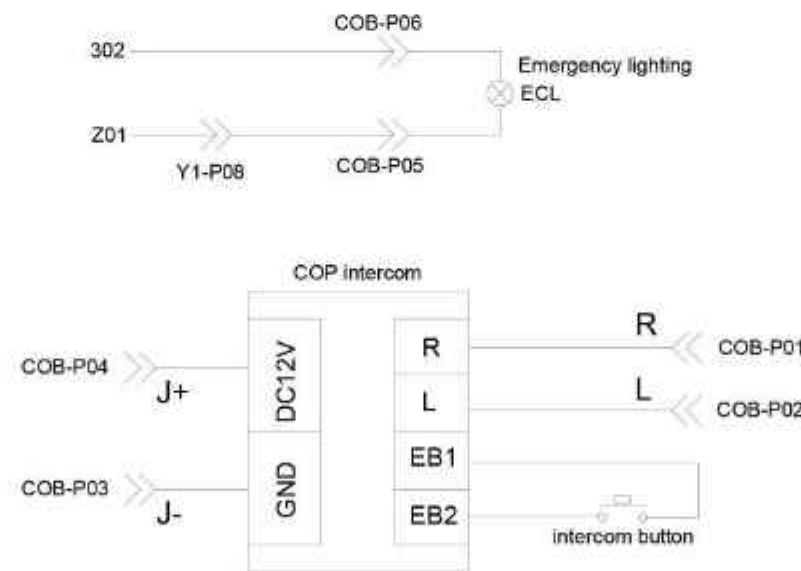 COB-P06
302
Emergency lighting
ECL
Z01
Y1-P08
COB-P05
COP intercom
COB-P04
J+
DC12V
R
R
COB-P01
L
L
COB-P02
COB-P03
J-
GND
EB1
EB2
intercom button